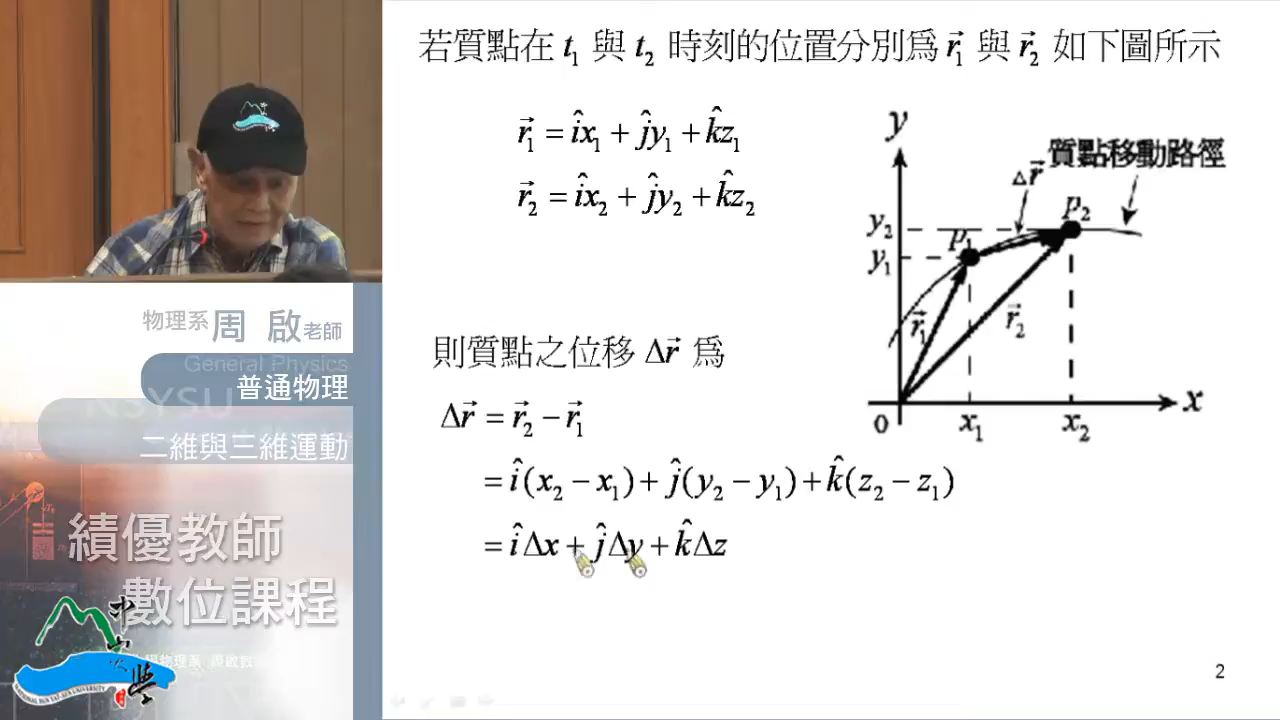 若質點在 t₁ 與 t₂ 時刻的位置分別爲 r⃗₁ 與 r⃗₂ 如下圖所示
r⃗₁ = îx₁ + ĵy₁ + k̂z₁
r⃗₂ = îx₂ + ĵy₂ + k̂z₂
則質點之位移 Δr⃗ 爲
Δr⃗ = r⃗₂ − r⃗₁
= î(x₂ − x₁) + ĵ(y₂ − y₁) + k̂(z₂ − z₁)
= îΔx + ĵΔy + k̂Δz
y
質點移動路徑
Δr⃗
p₂
y₂
p₁
y₁
r⃗₁
r⃗₂
0
x₁
x₂
x
2
物理系周 啟老師
General Physics
普通物理
NSYSU
二維與三維運動
績優教師
數位課程